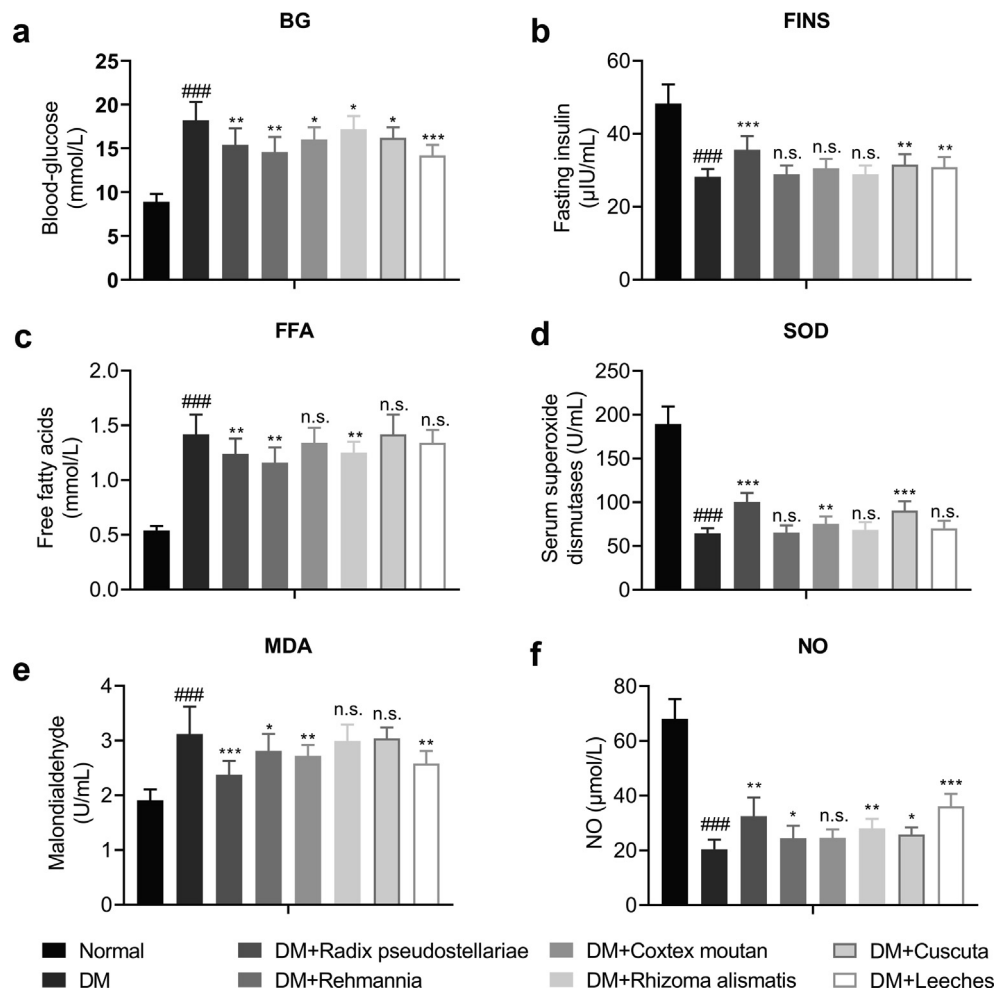 a
BG
Blood-glucose
(mmol/L)
25
20
15
10
5
0
###
**
**
*
*
*
***
b
FINS
Fasting insulin
(μIU/mL)
60
40
20
0
###
***
n.s.
n.s.
n.s.
**
**
c
FFA
Free fatty acids
(mmol/L)
2.0
1.5
1.0
0.5
0.0
###
**
**
n.s.
**
n.s.
n.s.
d
SOD
Serum superoxide
dismutases (U/mL)
250
200
150
100
50
0
###
***
n.s.
**
n.s.
***
n.s.
e
MDA
Malondialdehyde
(U/mL)
4
3
2
1
0
###
***
*
**
n.s.
n.s.
**
f
NO
NO (μmol/L)
80
60
40
20
0
###
**
*
n.s.
**
*
***
Normal
DM+Radix pseudostellariae
DM+Coxtex moutan
DM+Cuscuta
DM
DM+Rehmannia
DM+Rhizoma alismatis
DM+Leeches